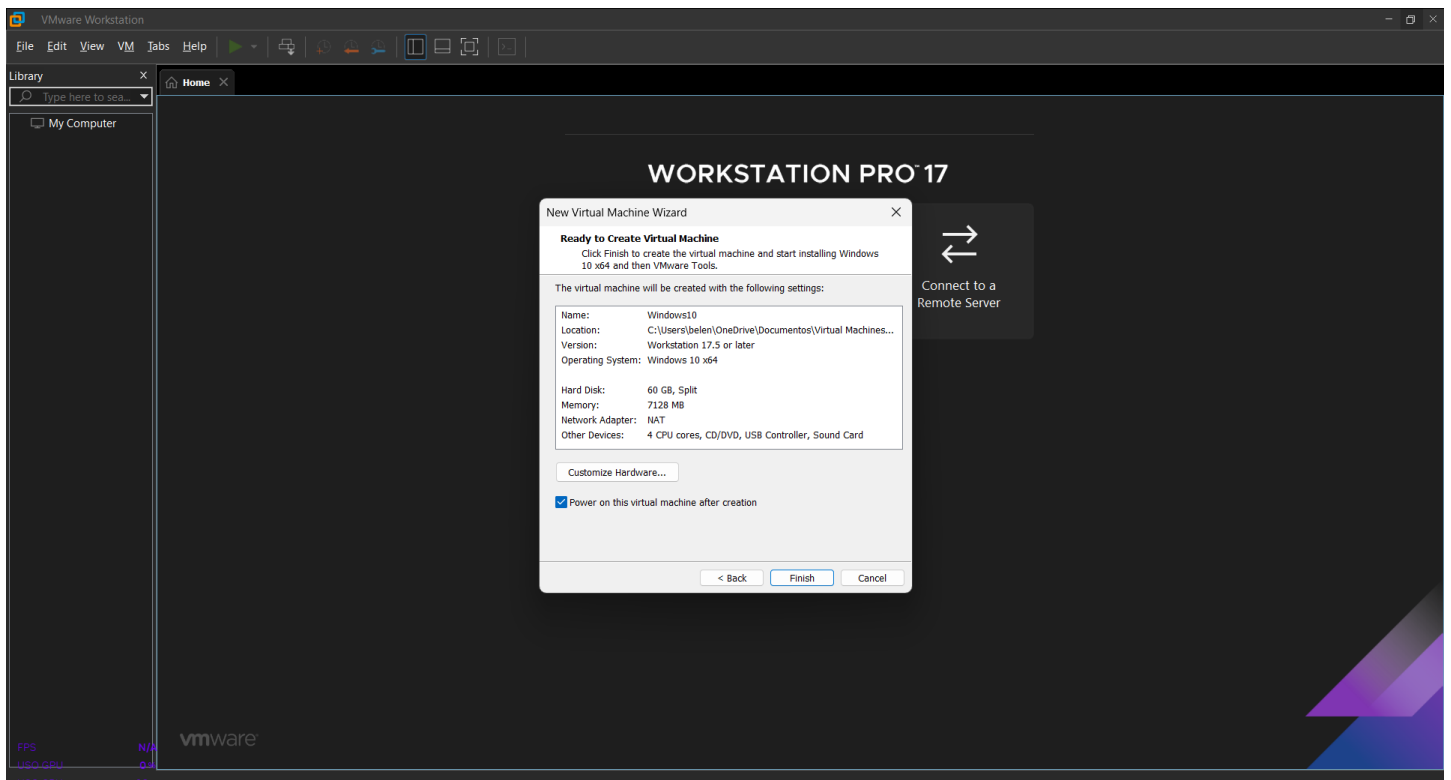 VMware Workstation
File Edit View VM Tabs Help
Library X
Home
Type here to sea...
My Computer
WORKSTATION PRO™ 17
New Virtual Machine Wizard
Ready to Create Virtual Machine
Click Finish to create the virtual machine and start installing Windows
10 x64 and then VMware Tools.
The virtual machine will be created with the following settings:
Name: Windows10
Location: C:\Users\belen\OneDrive\Documentos\Virtual Machines...
Version: Workstation 17.5 or later
Operating System: Windows 10 x64
Hard Disk: 60 GB, Split
Memory: 7128 MB
Network Adapter: NAT
Other Devices: 4 CPU cores, CD/DVD, USB Controller, Sound Card
Customize Hardware...
Power on this virtual machine after creation
< Back Finish Cancel
Connect to a
Remote Server
vmware
FPS N/A
USO GPU